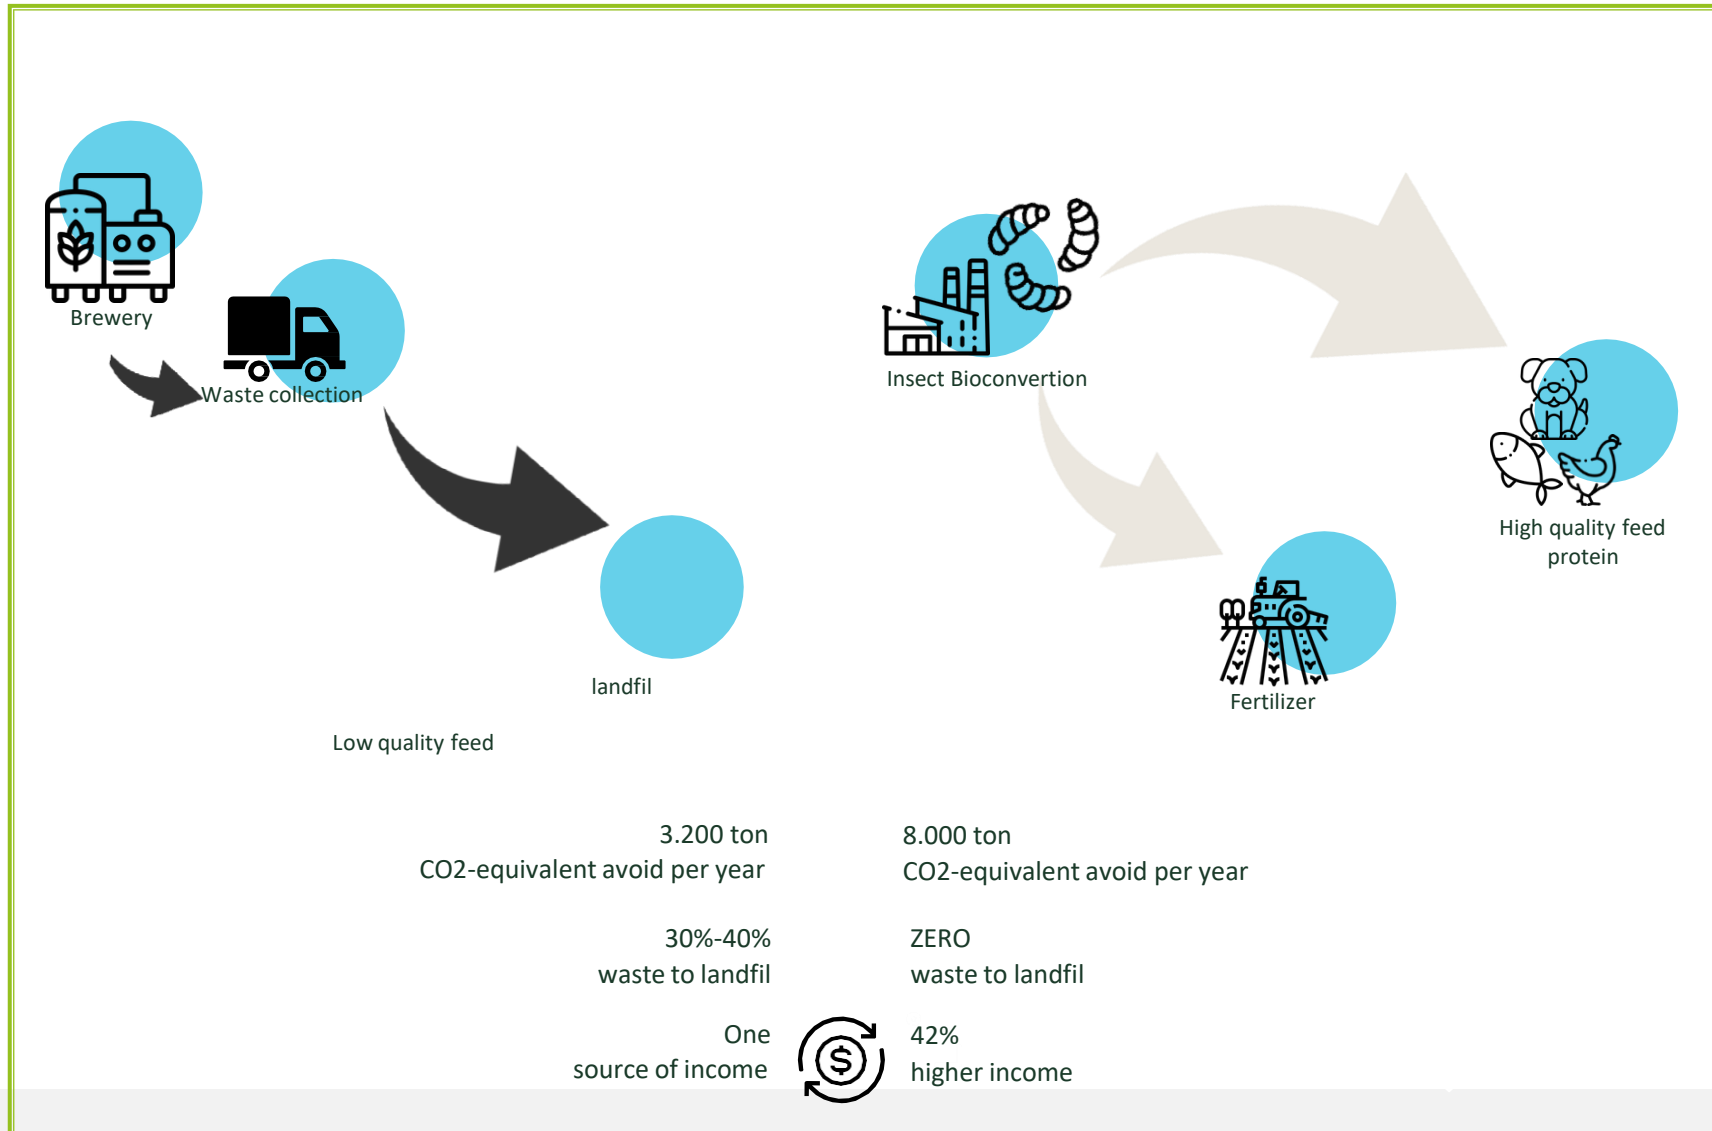 Brewery
Waste collection
Insect Bioconvertion
High quality feed
protein
landfil
Fertilizer
Low quality feed
3.200 ton
CO2-equivalent avoid per year
8.000 ton
CO2-equivalent avoid per year
30%-40%
waste to landfil
ZERO
waste to landfil
One
source of income
$
42%
higher income